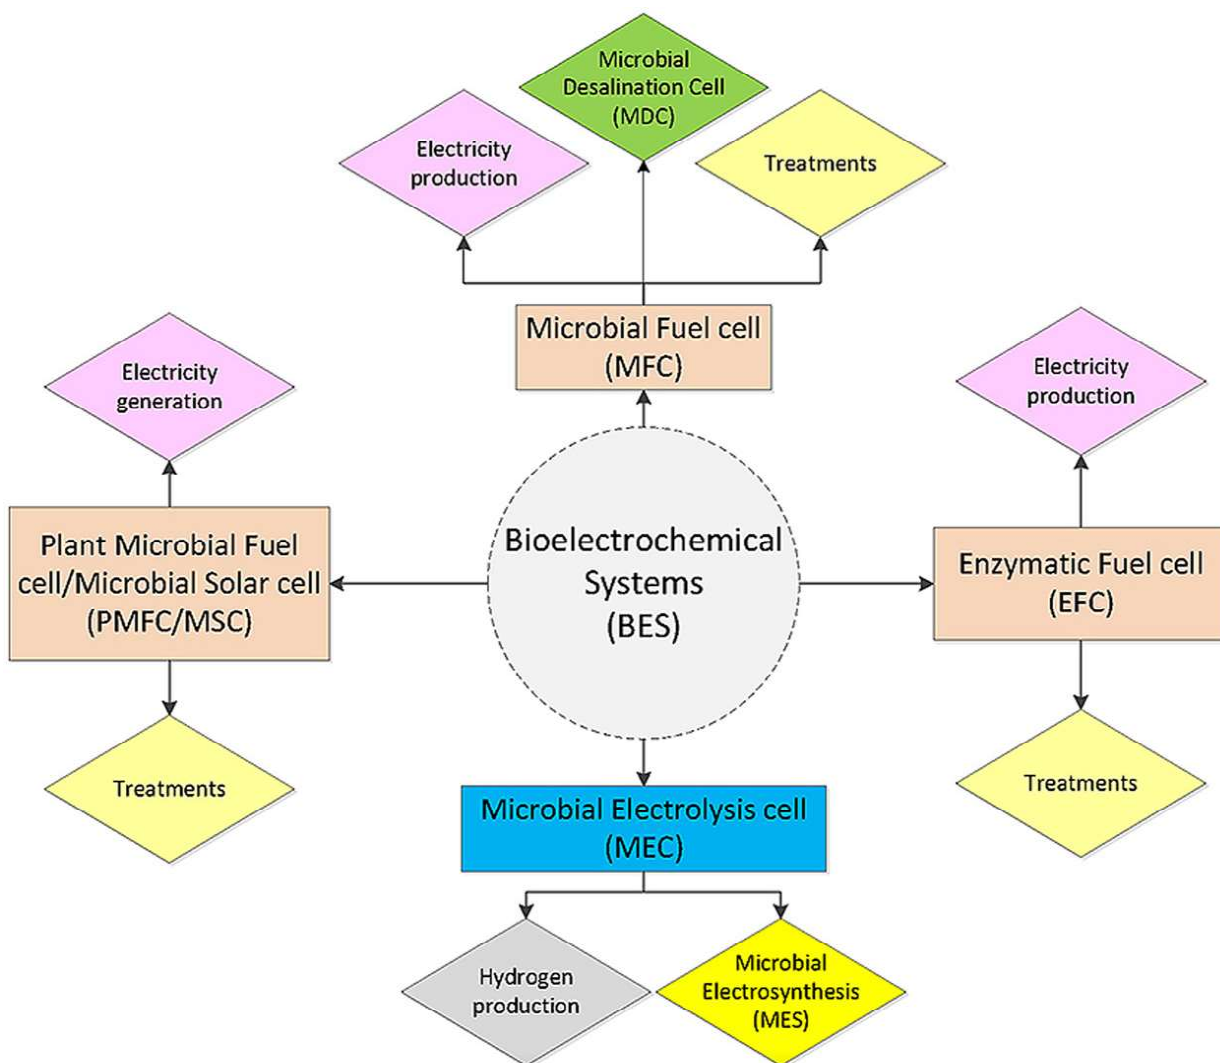 Microbial
Desalination Cell
(MDC)
Electricity
production
Treatments
Microbial Fuel cell
(MFC)
Electricity
generation
Electricity
production
Plant Microbial Fuel
cell/Microbial Solar cell
(PMFC/MSC)
Bioelectrochemical
Systems
(BES)
Enzymatic Fuel cell
(EFC)
Treatments
Treatments
Microbial Electrolysis cell
(MEC)
Hydrogen
production
Microbial
Electrosynthesis
(MES)